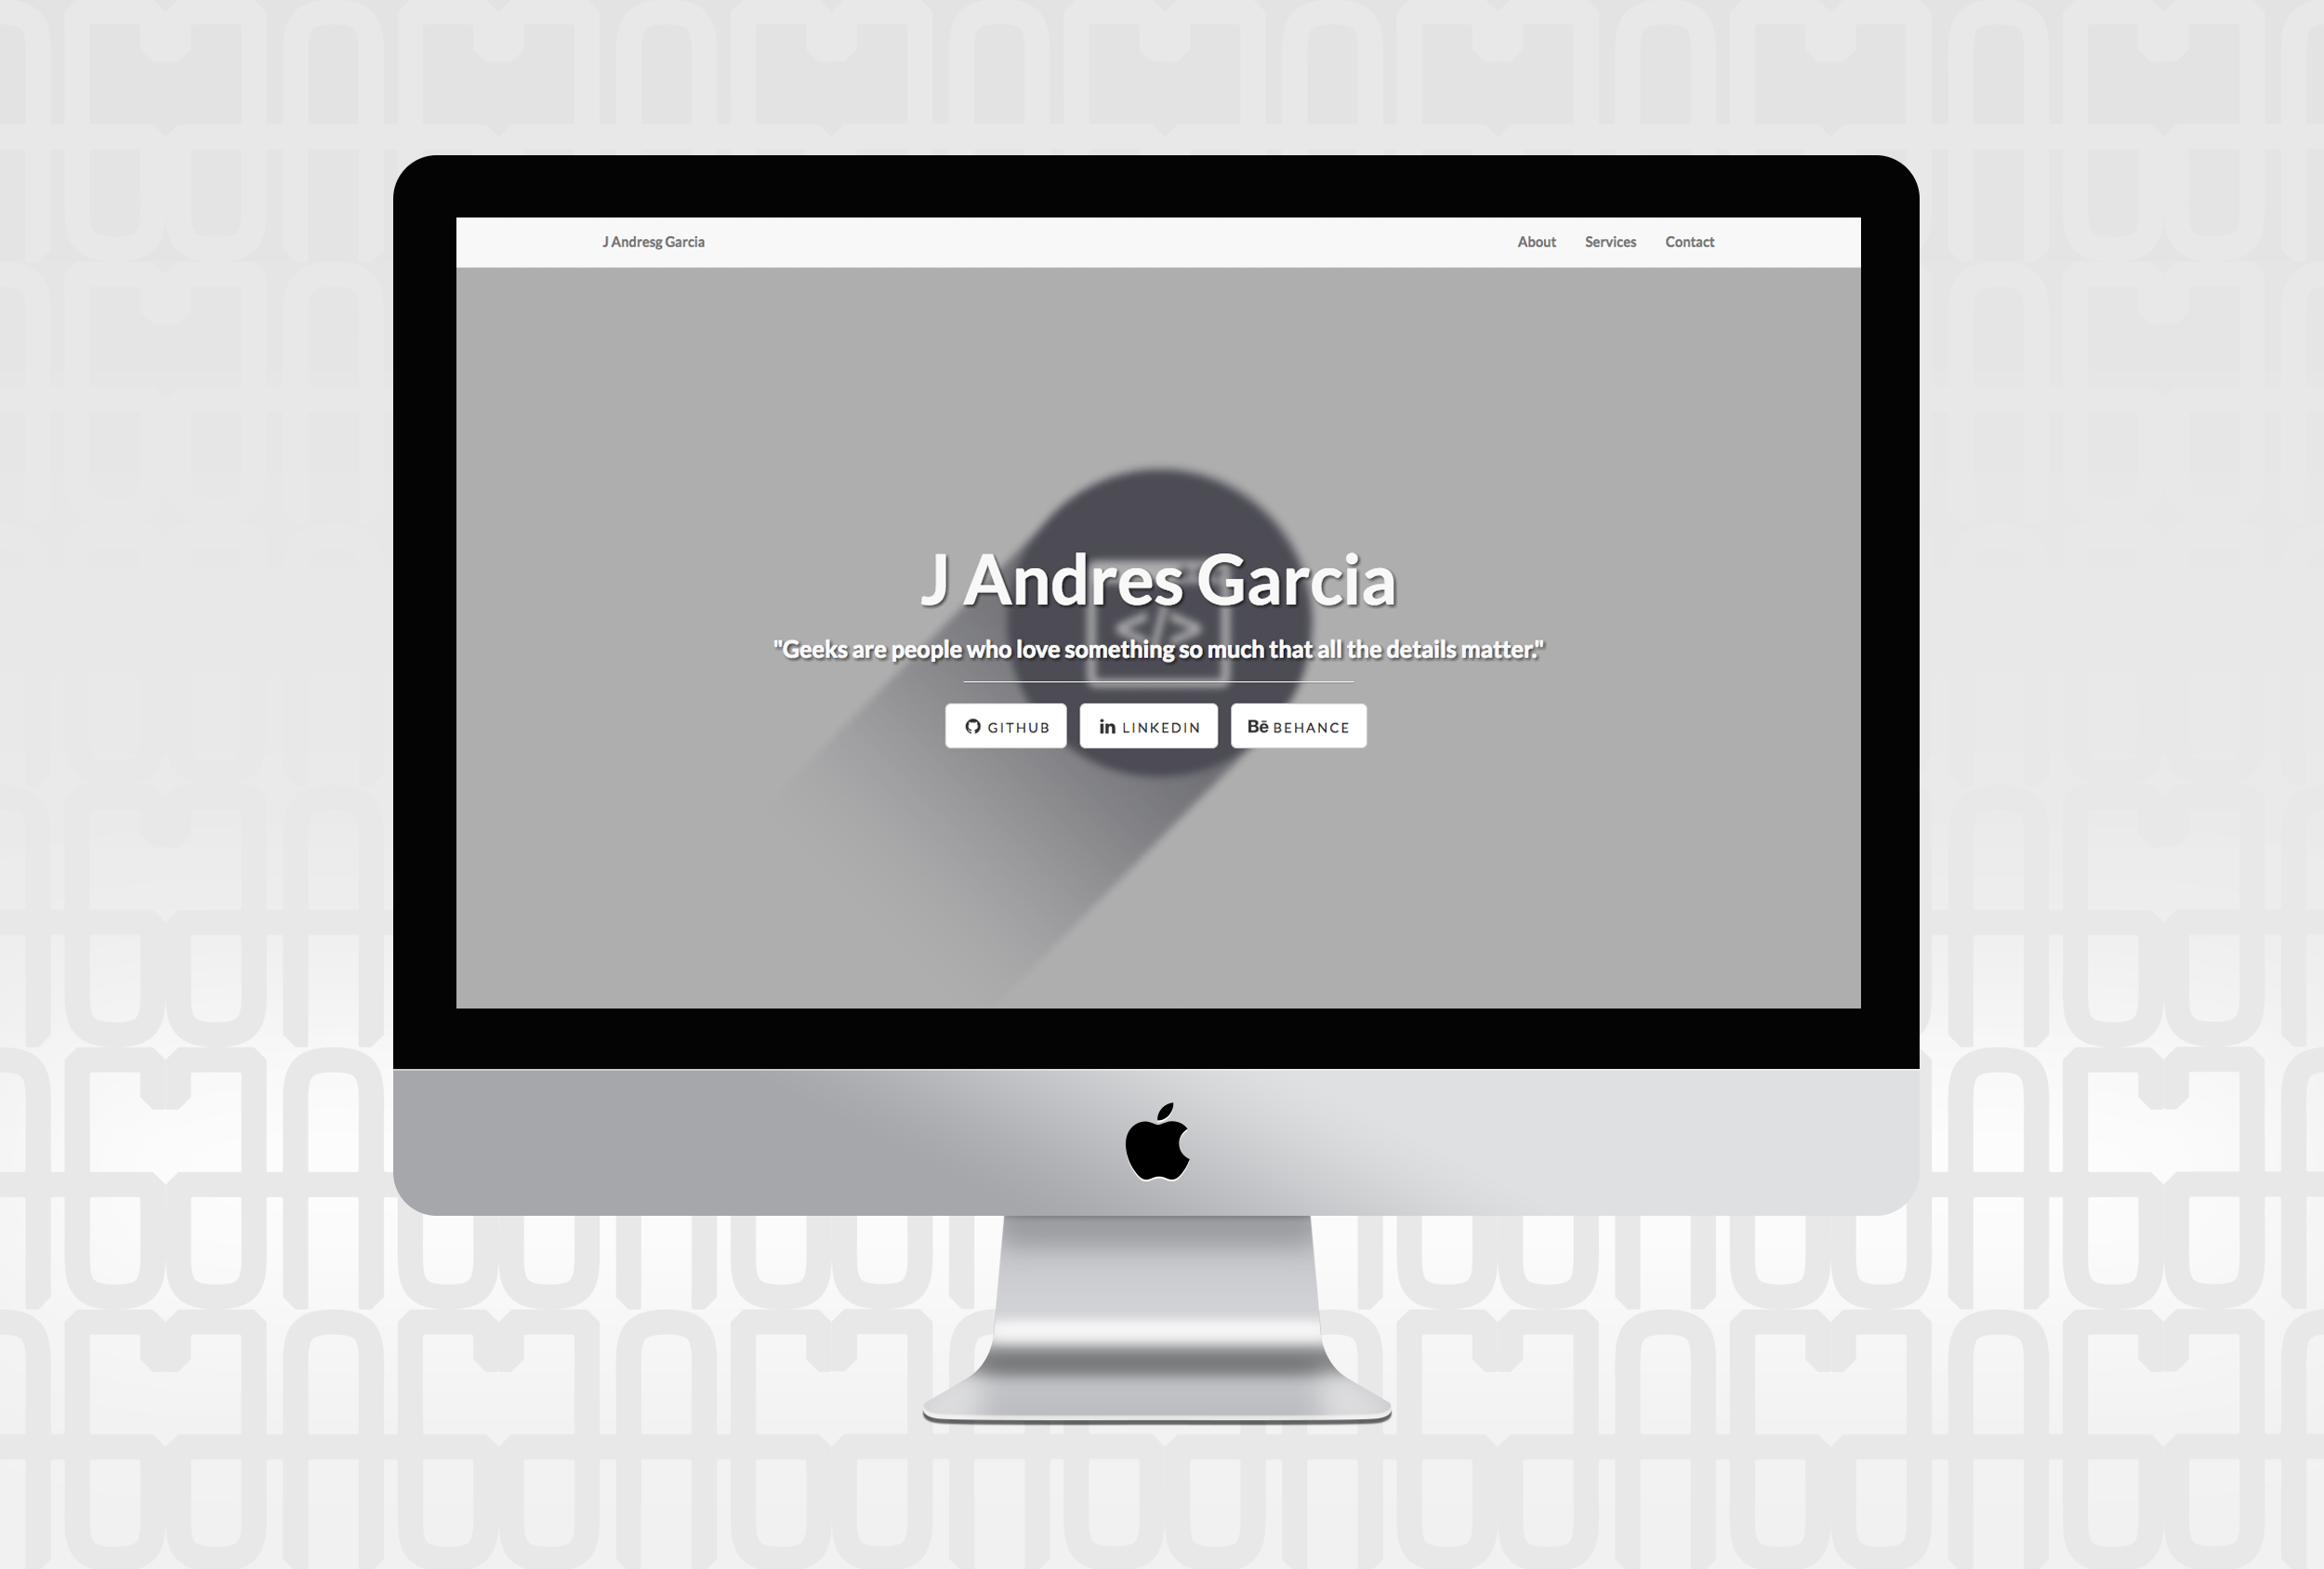 J Andresg Garcia
About Services Contact
J Andres Garcia
</>
"Geeks are people who love something so much that all the details matter."
GITHUB
in LINKEDIN
Bē BEHANCE